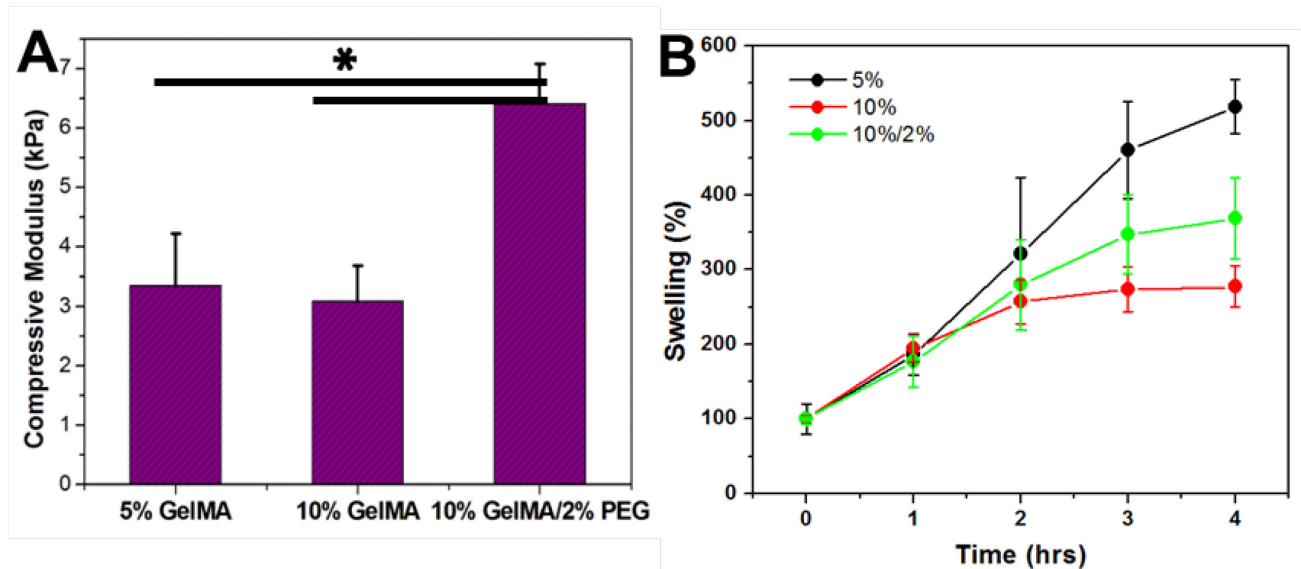 A
*
Compressive Modulus (kPa)
7
6
5
4
3
2
1
0
5% GelMA 10% GelMA 10% GelMA/2% PEG
B
5%
10%
10%/2%
Swelling (%)
600
500
400
300
200
100
0
0 1 2 3 4
Time (hrs)